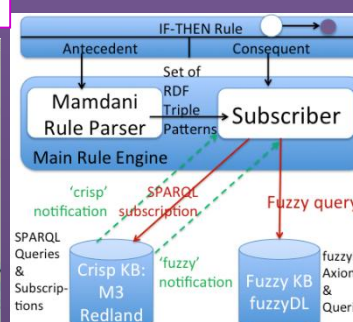 IF-THEN Rule
Antecedent
Consequent
Set of
RDF
Triple
Patterns
Mamdani
Rule Parser
Subscriber
Main Rule Engine
'crisp'
notification
SPARQL
subscription
Fuzzy query
SPARQL
Queries
&
Subscrip-
tions
'fuzzy'
notification
Crisp KB:
M3
Redland
Fuzzy KB
fuzzyDL
fuzzy
&